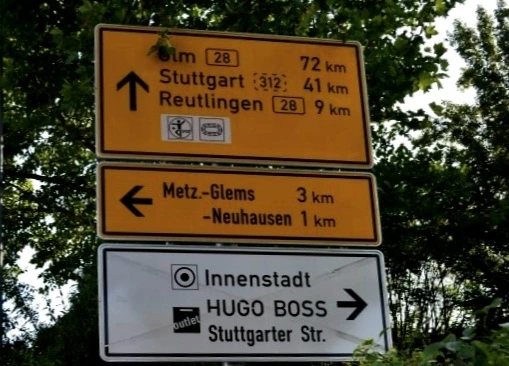 Ulm 28 72 km
Stuttgart 312 41 km
Reutlingen 28 9 km
Metz.-Glems 3 km
-Neuhausen 1 km
Innenstadt
outlet HUGO BOSS
Stuttgarter Str.